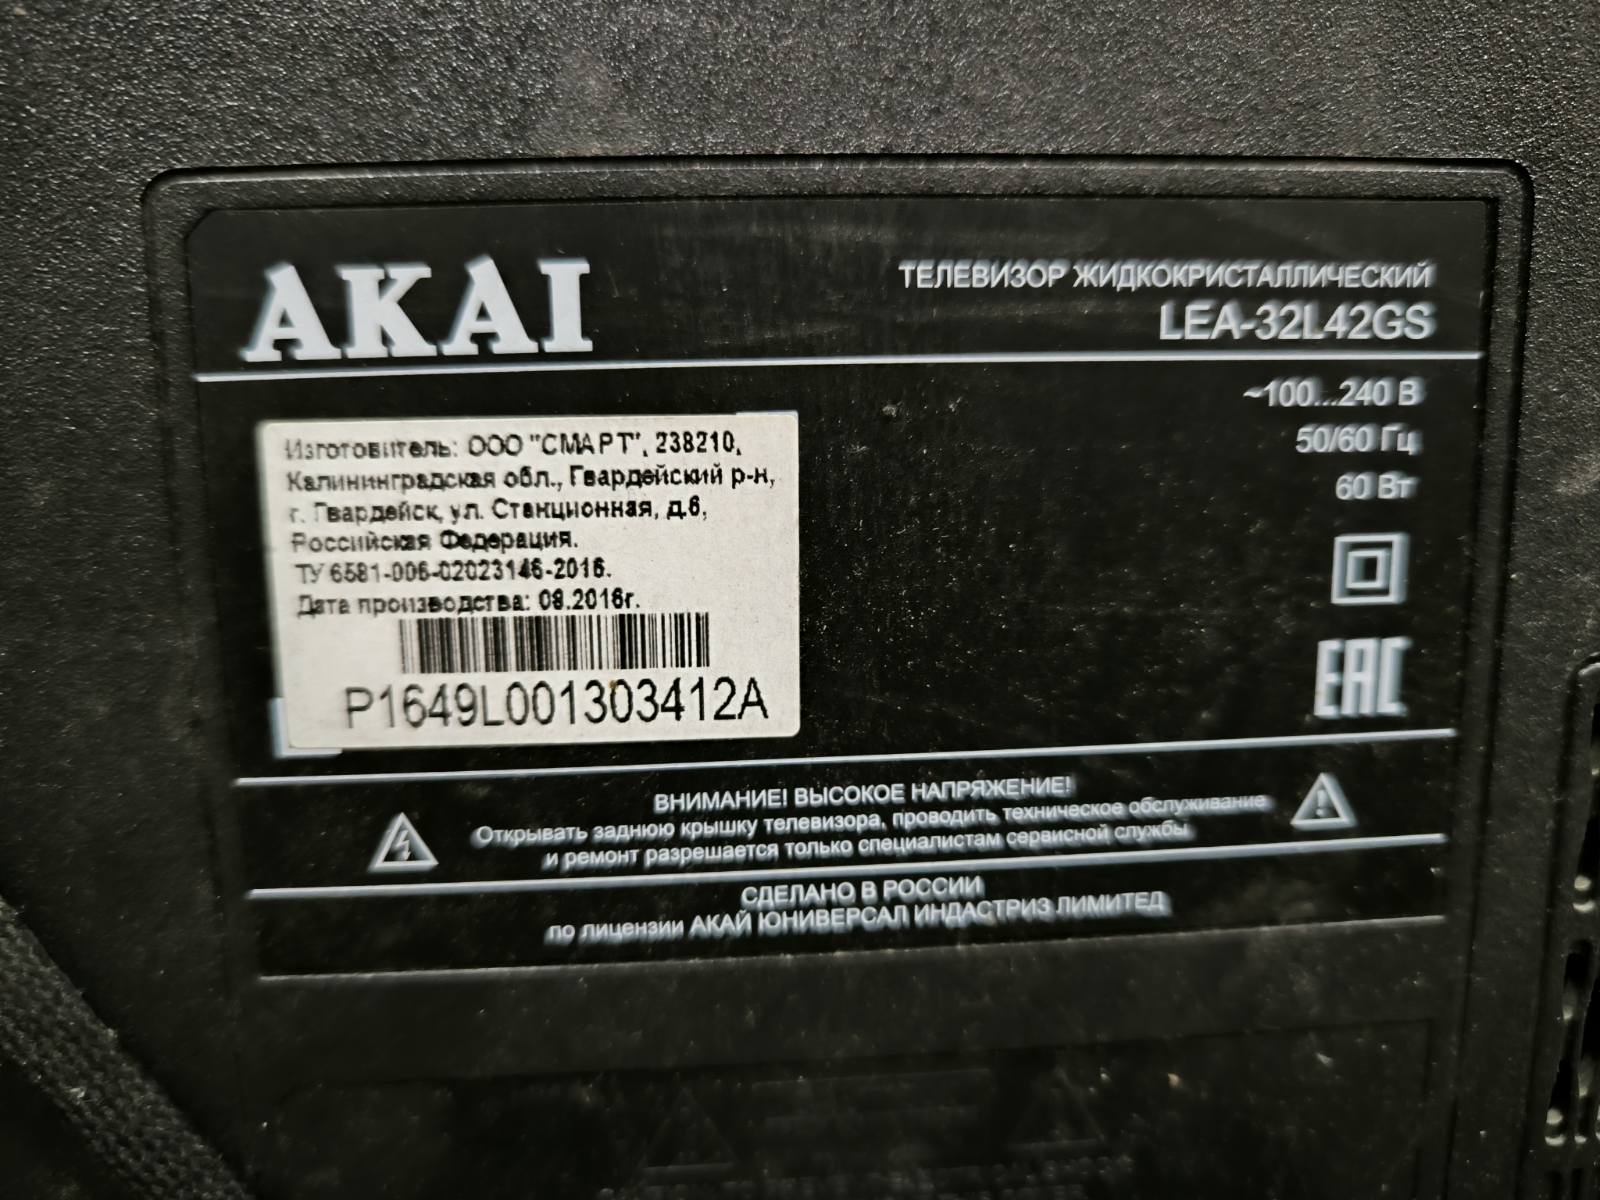 AKAI
ТЕЛЕВИЗОР ЖИДКОКРИСТАЛЛИЧЕСКИЙ
LEA-32L42GS
~100...240 В
50/60 Гц
60 Вт
Изготовитель: ООО "СМАРТ", 238210,
Калининградская обл., Гвардейский р-н,
г. Гвардейск, ул. Станционная, д.6,
Российская Федерация.
ТУ 6581-006-02023146-2016.
Дата производства: 09.2016г.
P1649L001303412A
EAC
ВНИМАНИЕ! ВЫСОКОЕ НАПРЯЖЕНИЕ!
Открывать заднюю крышку телевизора, проводить техническое обслуживание
и ремонт разрешается только специалистам сервисной службы
СДЕЛАНО В РОССИИ
по лицензии АКАЙ ЮНИВЕРСАЛ ИНДАСТРИЗ ЛИМИТЕД